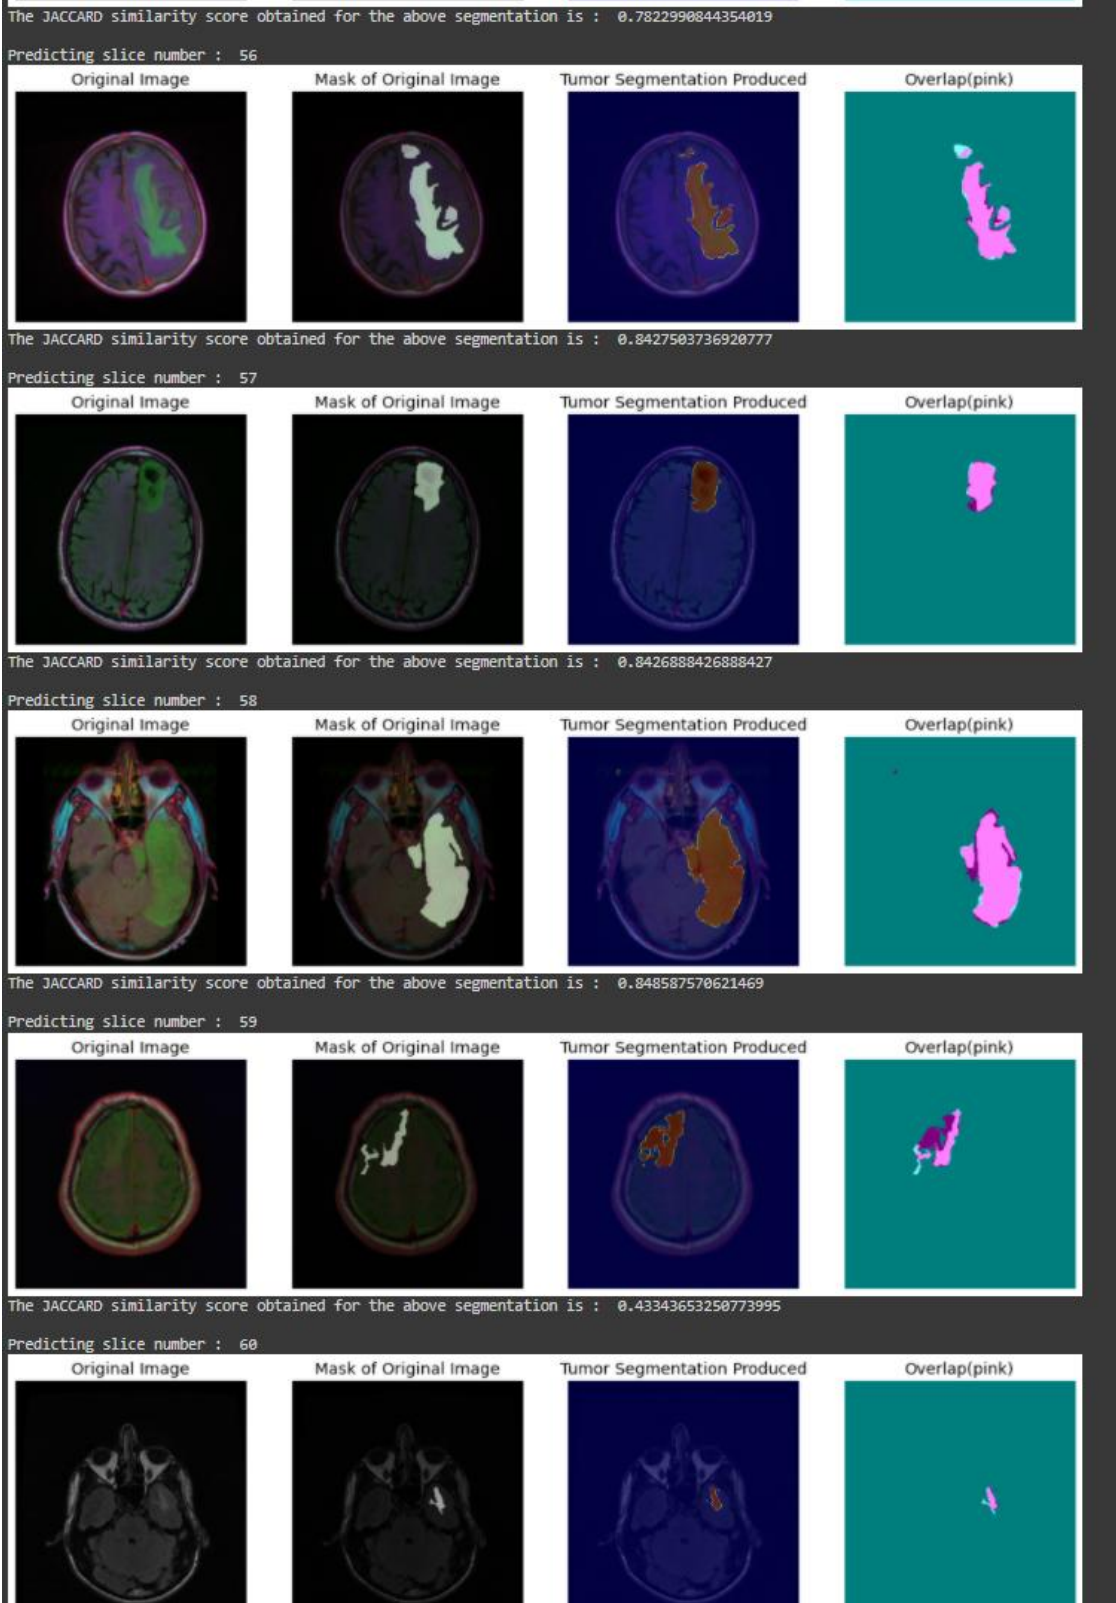 The JACCARD similarity score obtained for the above segmentation is :  0.7822990844354019
Predicting slice number :  56
Original Image Mask of Original Image Tumor Segmentation Produced Overlap(pink)
The JACCARD similarity score obtained for the above segmentation is :  0.8427503736920777
Predicting slice number :  57
Original Image Mask of Original Image Tumor Segmentation Produced Overlap(pink)
The JACCARD similarity score obtained for the above segmentation is :  0.8426888426888427
Predicting slice number :  58
Original Image Mask of Original Image Tumor Segmentation Produced Overlap(pink)
The JACCARD similarity score obtained for the above segmentation is :  0.848587570621469
Predicting slice number :  59
Original Image Mask of Original Image Tumor Segmentation Produced Overlap(pink)
The JACCARD similarity score obtained for the above segmentation is :  0.43343653250773995
Predicting slice number :  60
Original Image Mask of Original Image Tumor Segmentation Produced Overlap(pink)